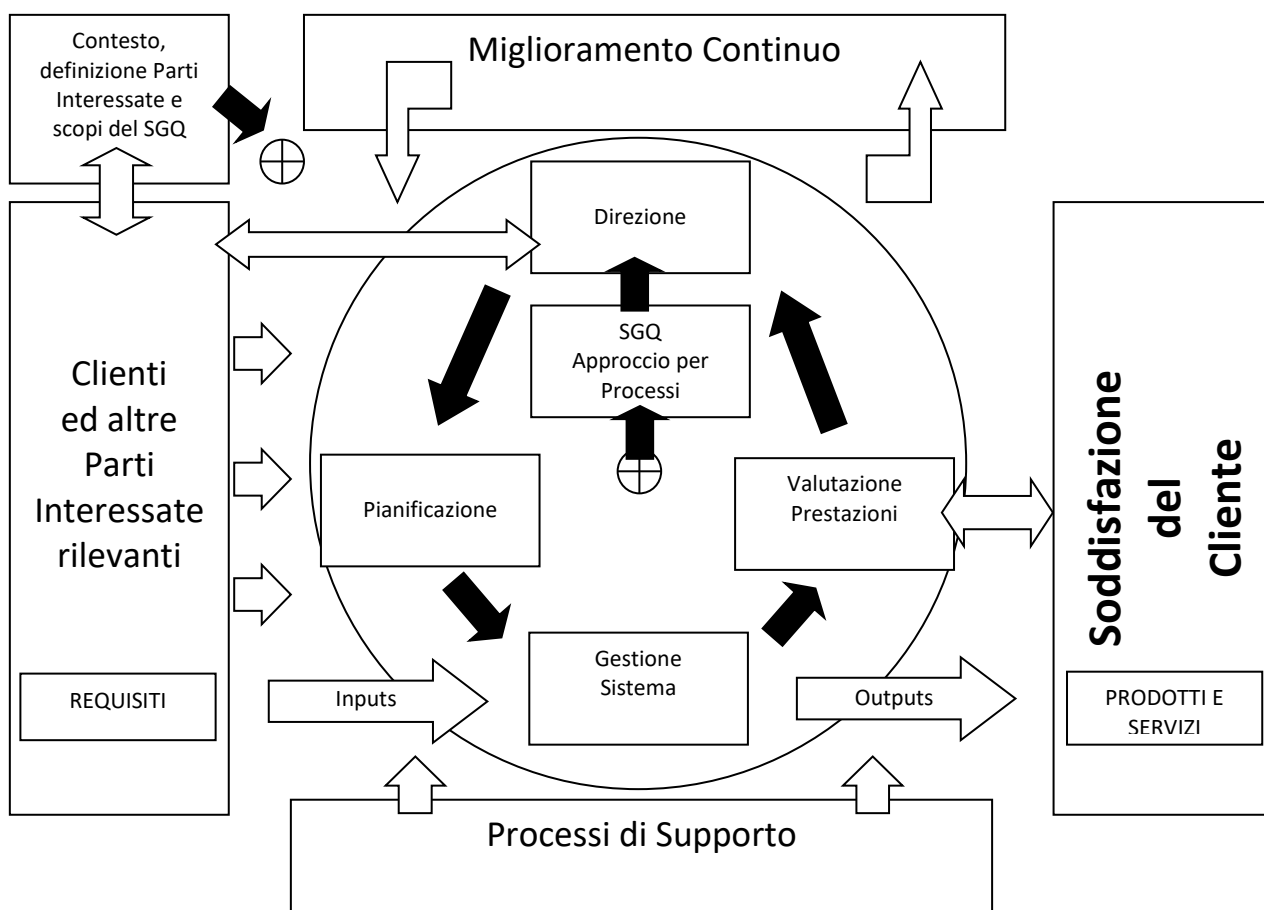 Contesto,
definizione Parti
Interessate e
scopi del SGQ
Miglioramento Continuo
Direzione
SGQ
Approccio per
Processi
Clienti
ed altre
Parti
Interessate
rilevanti
Pianificazione
Valutazione
Prestazioni
Soddisfazione
del
Cliente
Gestione
Sistema
REQUISITI
Inputs
Outputs
PRODOTTI E
SERVIZI
Processi di Supporto